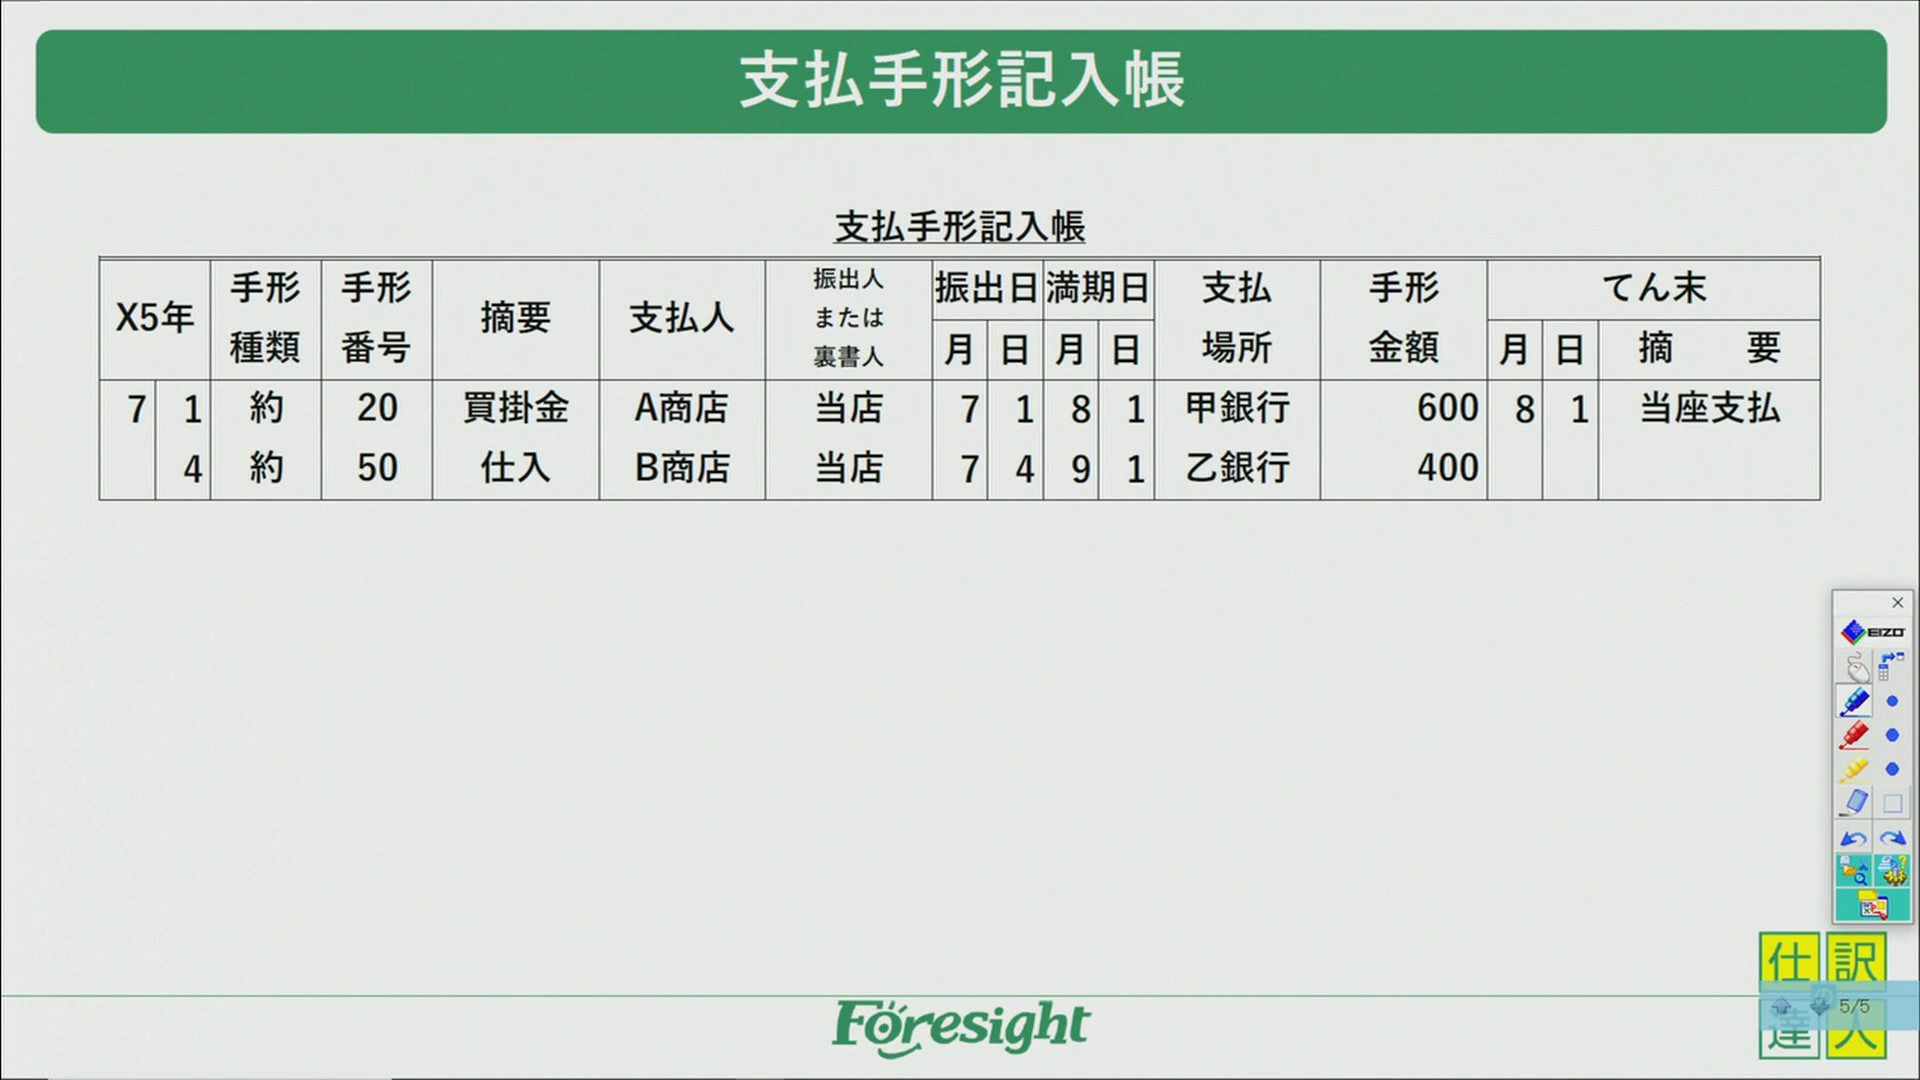 支払手形記入帳
支払手形記入帳
X5年 手形種類 手形番号 摘要 支払人 振出人または裏書人 振出日 満期日 支払場所 手形金額 てん末
月 日 月 日 月 日 摘 要
7 1 約 20 買掛金 A商店 当店 7 1 8 1 甲銀行 600 8 1 当座支払
4 約 50 仕入 B商店 当店 7 4 9 1 乙銀行 400
EIZO
仕訳
達人
5/5
Foresight